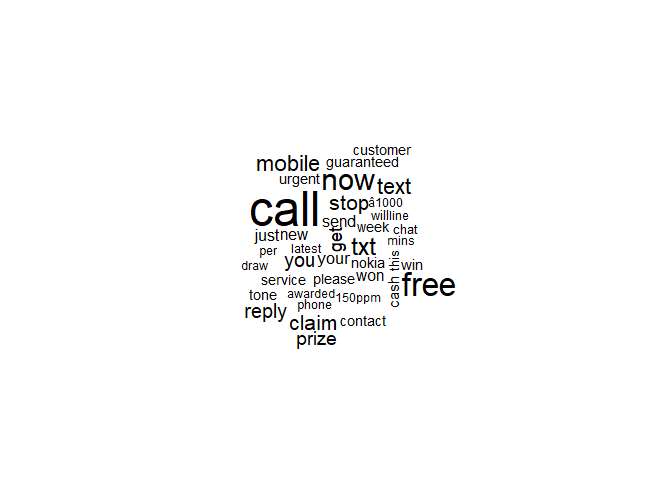 customer
mobile guaranteed
urgent now text
call stop â1000
send willline
just new get week chat
per latest txt mins
draw you your nokia cash this win
service please won free
tone awarded 150ppm
reply phone
claim contact
prize